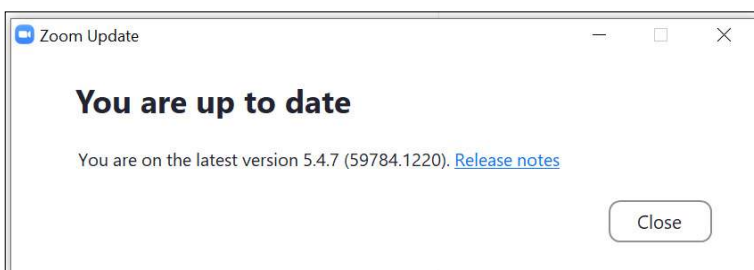 Zoom Update
You are up to date
You are on the latest version 5.4.7 (59784.1220). Release notes
Close